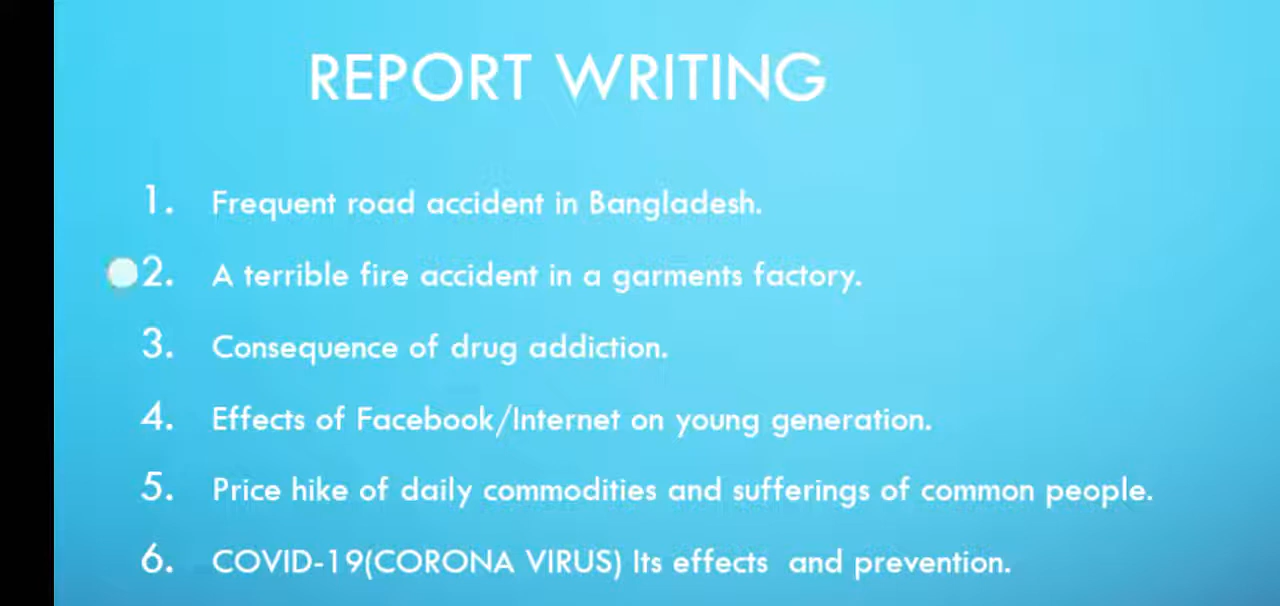 REPORT WRITING
1. Frequent road accident in Bangladesh.
2. A terrible fire accident in a garments factory.
3. Consequence of drug addiction.
4. Effects of Facebook/Internet on young generation.
5. Price hike of daily commodities and sufferings of common people.
6. COVID-19(CORONA VIRUS) Its effects and prevention.